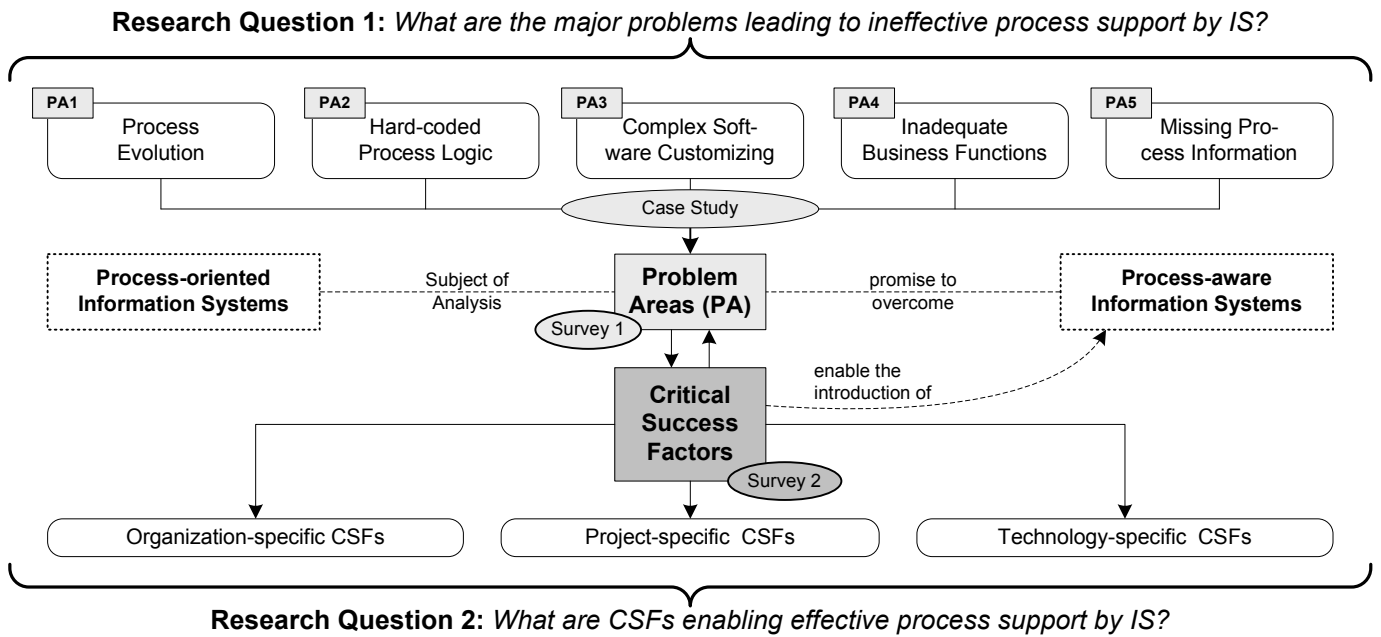 Research Question 1: What are the major problems leading to ineffective process support by IS?
PA1
PA2
PA3
PA4
PA5
Process
Evolution
Hard-coded
Process Logic
Complex Soft-
ware Customizing
Inadequate
Business Functions
Missing Pro-
cess Information
Case Study
Process-oriented
Information Systems
Subject of
Analysis
Problem
Areas (PA)
promise to
overcome
Process-aware
Information Systems
Survey 1
enable the
introduction of
Critical
Success
Factors
Survey 2
Organization-specific CSFs
Project-specific CSFs
Technology-specific CSFs
Research Question 2: What are CSFs enabling effective process support by IS?